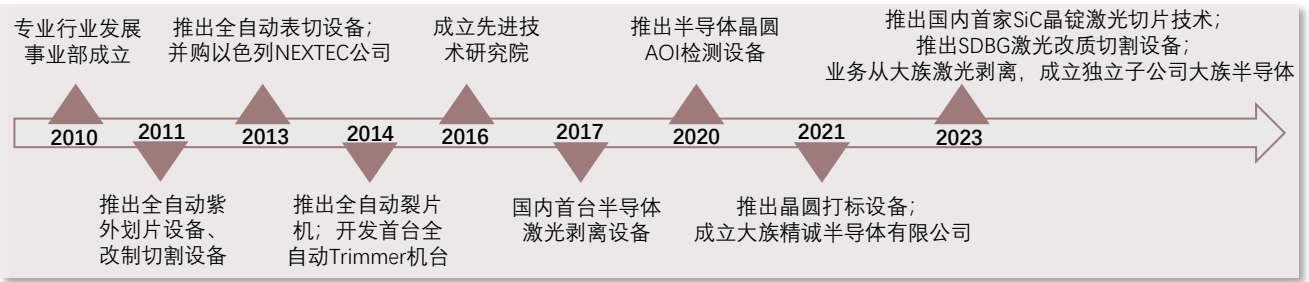 专业行业发展
事业部成立
推出全自动表切设备;
并购以色列NEXTEC公司
成立先进技
术研究院
推出半导体晶圆
AOI检测设备
推出国内首家SiC晶锭激光切片技术;
推出SDBG激光改质切割设备;
业务从大族激光剥离,成立独立子公司大族半导体
2010
2011
2013
2014
2016
2017
2020
2021
2023
推出全自动紫
外划片设备、
改制切割设备
推出全自动裂片
机;开发首台全
自动Trimmer机台
国内首台半导体
激光剥离设备
推出晶圆打标设备;
成立大族精诚半导体有限公司